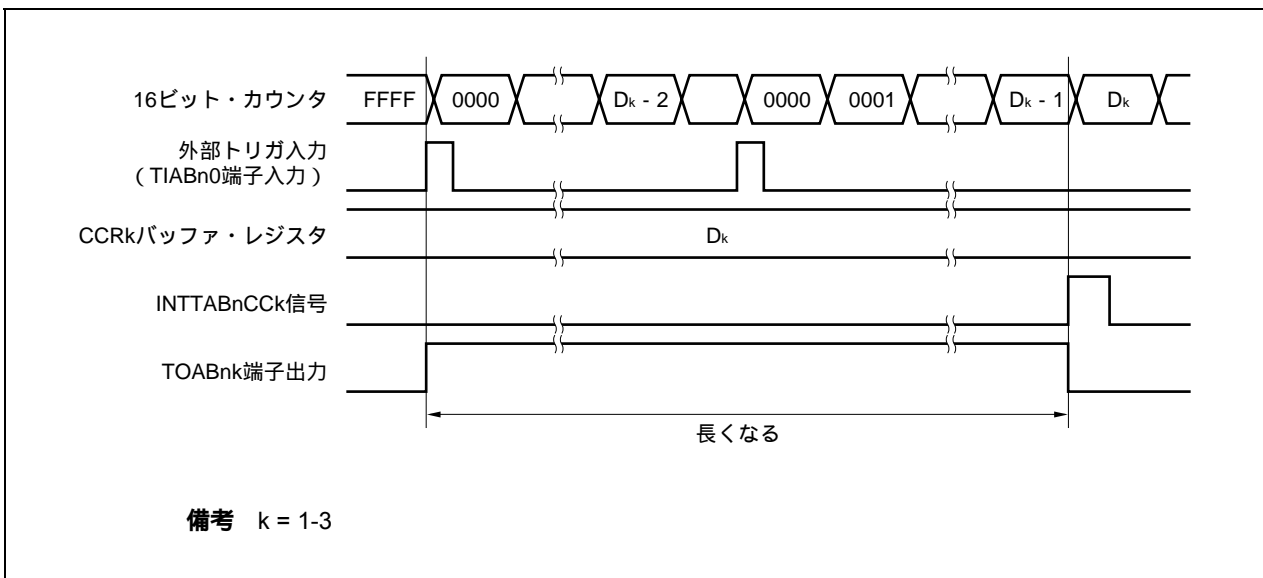 16ビット・カウンタ FFFF 0000 Dk - 2 0000 0001 Dk - 1 Dk
外部トリガ入力
(TIABn0端子入力)
CCRkバッファ・レジスタ Dk
INTTABnCCk信号
TOABnk端子出力
長くなる
備考 k = 1-3